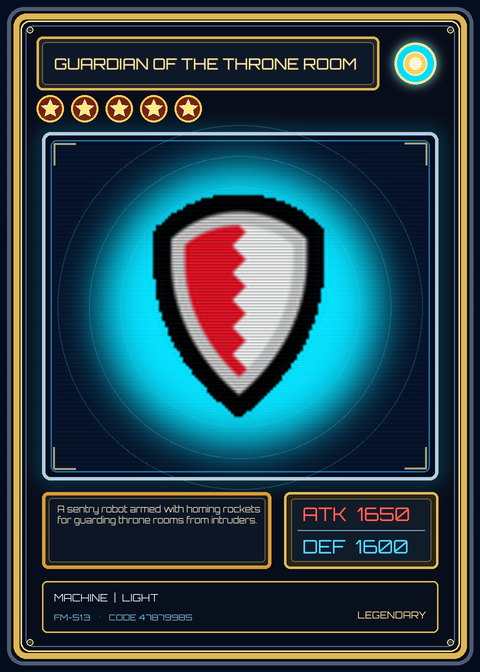 GUARDIAN OF THE THRONE ROOM
A sentry robot armed with homing rockets
for guarding throne rooms from intruders.
ATK 1650
DEF 1600
MACHINE | LIGHT
FM-513 · CODE 47879985
LEGENDARY